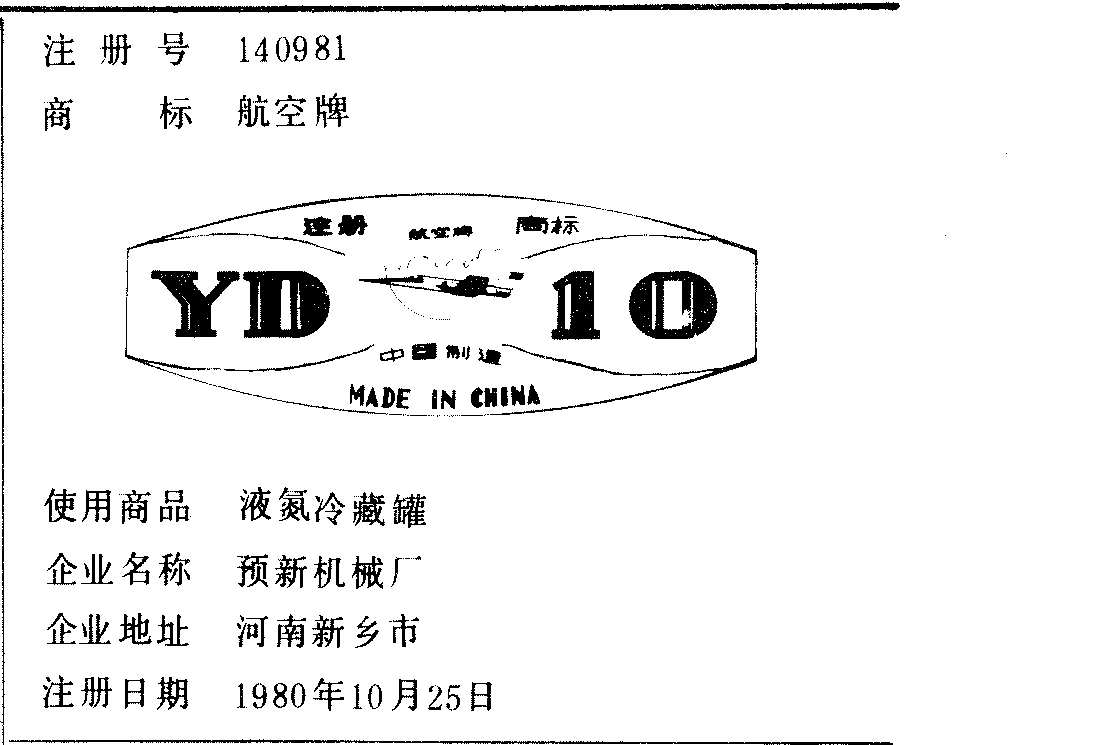 注册号 140981
商标 航空牌
注册 航空牌 商标
YD 10
中国制造
MADE IN CHINA
使用商品 液氮冷藏罐
企业名称 预新机械厂
企业地址 河南新乡市
注册日期 1980年10月25日